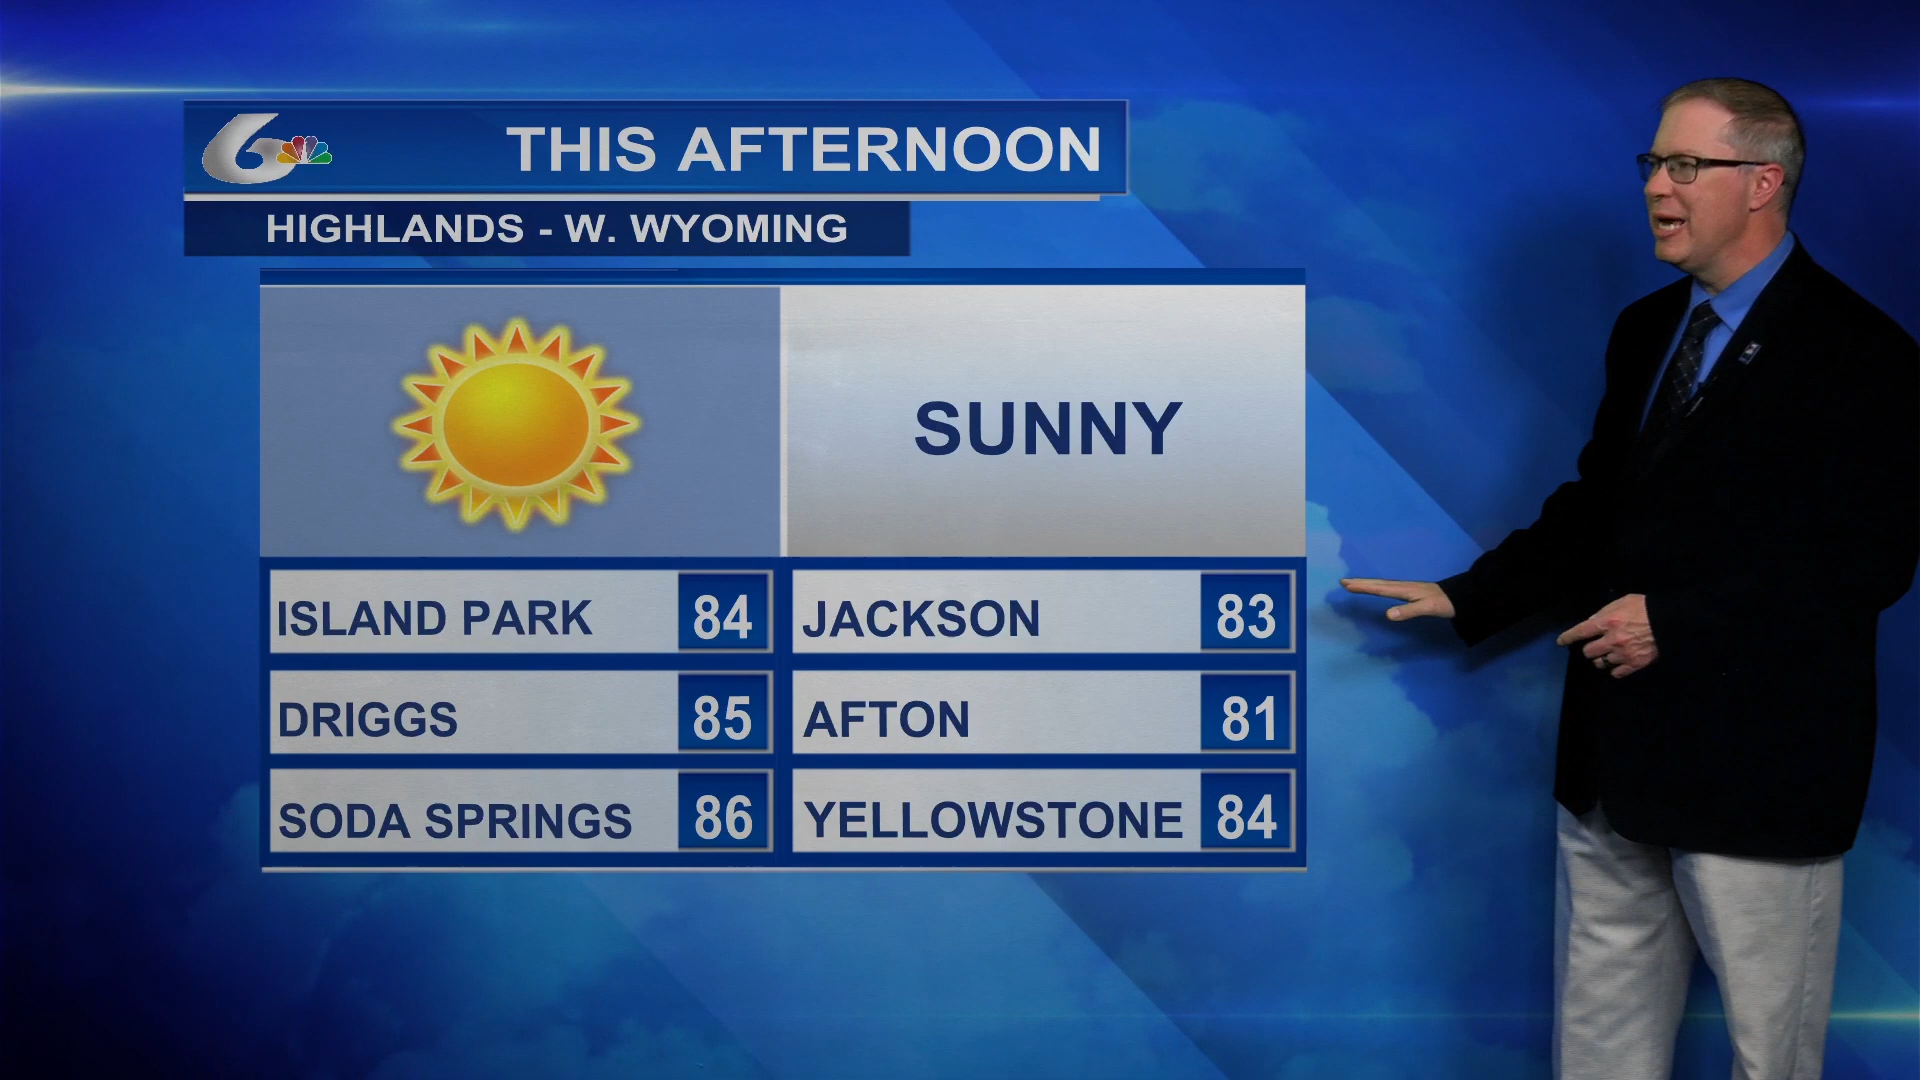 6
THIS AFTERNOON
HIGHLANDS - W. WYOMING
SUNNY
ISLAND PARK 84
JACKSON 83
DRIGGS 85
AFTON 81
SODA SPRINGS 86
YELLOWSTONE 84